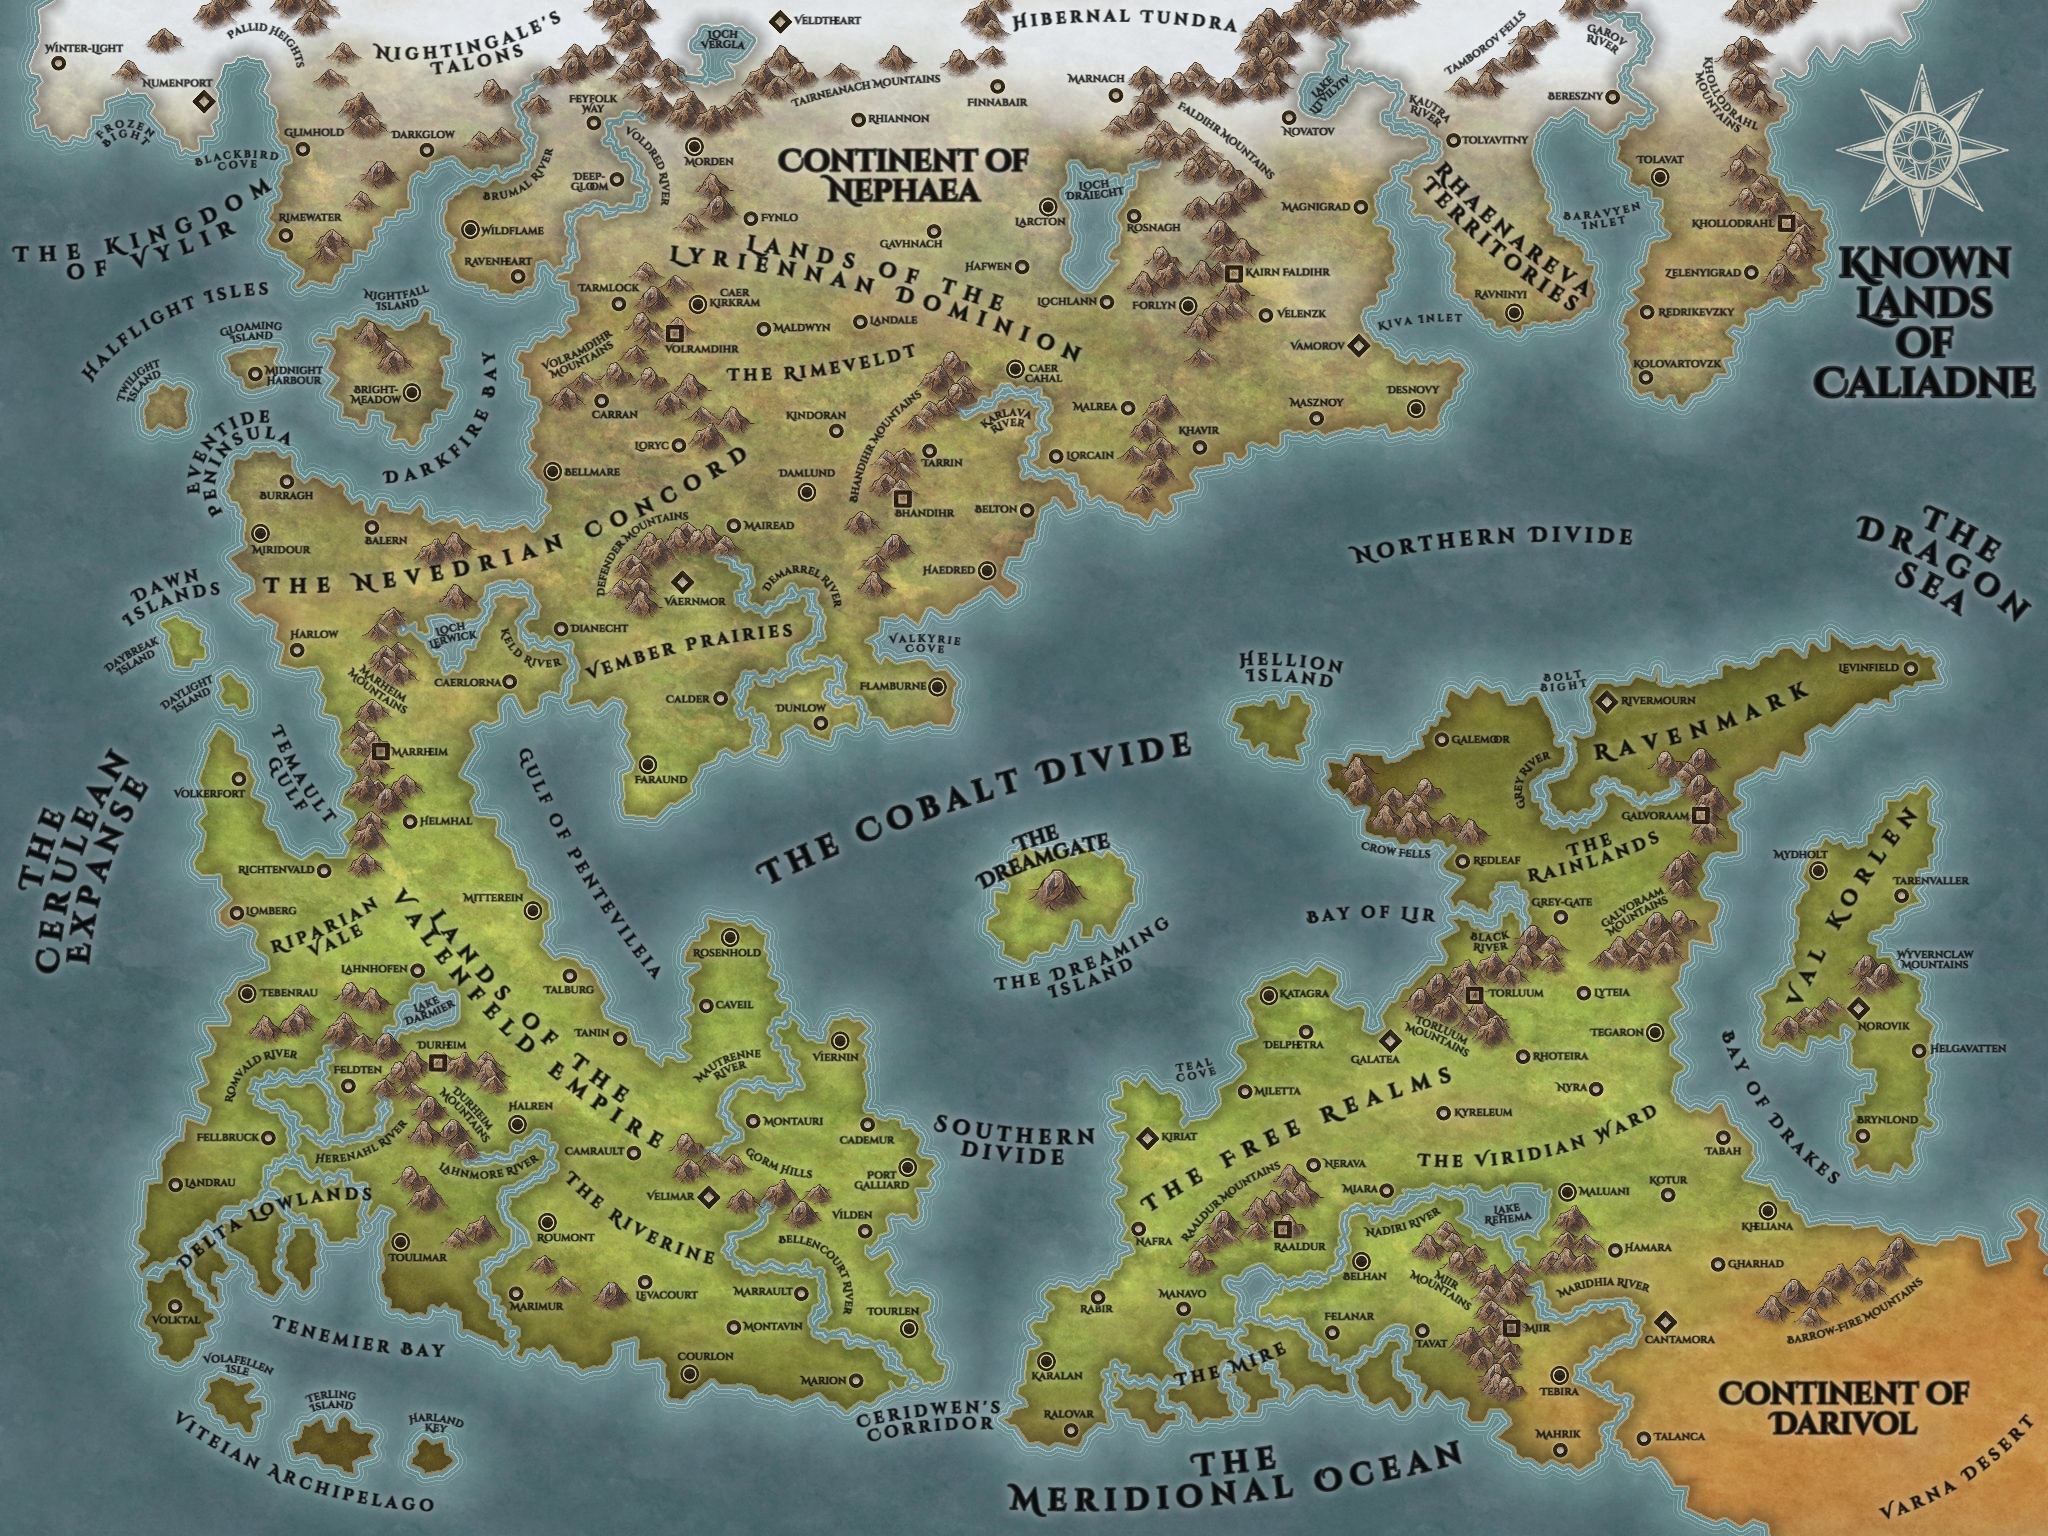 WINTER-LIGHT
NUMENPORT
FROZEN
BIGHT
PALLID HEIGHTS
NIGHTINGALE'S
TALONS
LOCH
VERGLA
VELDTHEART
HIBERNAL TUNDRA
TAIRNEANACH MOUNTAINS
FINNABAIR
MARNACH
LAKE
UTVILYIV
TAMBOROV FELLS
GAROV
RIVER
KHOLLODRAHL
MOUNTAINS
BERESZNY
KAUTRA
RIVER
NOVATOV
TOLYAVITNY
FALDIHR MOUNTAINS
BLACKBIRD
COVE
GLIMHOLD
DARKGLOW
FEYFOLK
WAY
VOLDRED RIVER
RHIANNON
MORDEN
BRUMAL RIVER
DEEP-
GLOOM
CONTINENT OF
NEPHAEA
LOCH
DRAIECHT
LARCTON
ROSNAGH
MAGNIGRAD
RHAENAREVA
TERRITORIES
TOLAVAT
BARAVYEN
INLET
KHOLLODRAHL
KNOWN
LANDS
OF
CALIADNE
THE KINGDOM
OF VYLIR
RIMEWATER
WILDFLAME
RAVENHEART
FYNLO
GAVHNACH
LANDS OF THE
LYRIENNAN DOMINION
HAFWEN
KAIRN FALDIHR
ZELENYIGRAD
HALFLIGHT ISLES
NIGHTFALL
ISLAND
TARMLOCK
CAER
KIRKRAM
LOCHLANN
FORLYN
VELENZK
RAVNINYI
REDRIKEVZKY
GLOAMING
ISLAND
MALDWYN
LANDALE
KIVA INLET
VOLRAMDIHR
MOUNTAINS
VOLRAMDIHR
VAMOROV
TWILIGHT
ISLAND
MIDNIGHT
HARBOUR
BRIGHT-
MEADOW
DARKFIRE BAY
THE RIMEVELDT
CAER
CAHAL
KOLOVARTOVZK
DESNOVY
CARRAN
KINDORAN
BHANDIHR MOUNTAINS
KARLAVA
RIVER
MALREA
MASZNOY
EVENTIDE
PENINSULA
LORYC
KHAVIR
BELLMARE
DAMLUND
TARRIN
LORCAIN
BURRAGH
BHANDIHR
BELTON
MIRIDOUR
BALERN
MAIREAD
DEFENDER MOUNTAINS
THE NEVEDRIAN CONCORD
NORTHERN DIVIDE
THE
DRAGON
SEA
HAEDRED
VAERNMOR
DEMARREL RIVER
DAWN
ISLANDS
DAYBREAK
ISLAND
HARLOW
LOCH
LERWICK
KELD RIVER
DIANECHT
VEMBER PRAIRIES
VALKYRIE
COVE
DAYLIGHT
ISLAND
MARHEIM
MOUNTAINS
CAERLORNA
CALDER
DUNLOW
FLAMBURNE
HELLION
ISLAND
BOLT
BIGHT
RIVERMOURN
LEVINFIELD
GALEMOOR
RAVENMARK
TEMAULT
GULF
MARRHEIM
FARAUND
THE COBALT DIVIDE
GREY RIVER
VOLKERFORT
HELMHAL
GULF OF PENTEVILEIA
THE
DREAMGATE
CROW FELLS
GALVORAAM
THE
RAINLANDS
REDLEAF
MYDHOLT
TARENVALLER
VAL KORLEN
THE
CERULEAN
EXPANSE
RICHTENVALD
LOMBERG
MITTEREIN
RIPARIAN
VALE
LANDS OF THE
VALENFELD EMPIRE
ROSENHOLD
THE DREAMING
ISLAND
BAY OF LIR
GREY-GATE
BLACK
RIVER
GALVORAAM
MOUNTAINS
WYVERNCLAW
MOUNTAINS
LAHNHOFEN
TALBURG
TEBENRAU
LAKE
DARMIER
CAVEIL
KATAGRA
TORLUUM
LYTEIA
NOROVIK
TANIN
VIERNIN
DELPHTRA
GALATEA
TORLUUM
MOUNTAINS
TEGARON
DURHEIM
ROMVALD RIVER
FELDTEN
MAUTRENNE
RIVER
TEAL
COVE
RHOTEIRA
HELGAVATTEN
MILETTA
NYRA
BAY OF DRAKES
DURHEIM
MOUNTAINS
HALREN
MONTAURI
CADEMUR
SOUTHERN
DIVIDE
KIRIAT
KYRELEUM
THE FREE REALMS
BRYNLOND
FELLBRUCK
HERENAHL RIVER
LAHNMORE RIVER
CAMRAULT
GORM HILLS
PORT
GALLIARD
THE VIRIDIAN WARD
TABAH
LANDRAU
DELTA LOWLANDS
THE RIVERINE
VELIMAR
NERAVA
RAALDUR MOUNTAINS
MIARA
MALUANI
KOTUR
KHELIANA
LAKE
REHEMA
NADIRI RIVER
TOULIMAR
ROUMONT
VILDEN
BELLENCOURT RIVER
NAFRA
RAALDUR
BELHAN
MIIR
MOUNTAINS
HAMARA
GHARHAD
MARIDHIA RIVER
VOLKTAL
MARIMUR
LEVACOURT
MARRAULT
TOURLEN
RABIR
MANAVO
FELANAR
TAVAT
MIIR
CANTAMORA
BARROW-FIRE MOUNTAINS
TENEMIER BAY
MONTAVIN
COURLON
MARION
KARALAN
THE MIRE
TEBIRA
VOLAFELLEN
ISLE
TERLING
ISLAND
HARLAND
KEY
VITEIAN ARCHIPELAGO
CERIDWEN'S
CORRIDOR
RALOVAR
MAHRIK
TALANCA
CONTINENT OF
DARIVOL
VARNA DESERT
THE
MERIDIONAL OCEAN